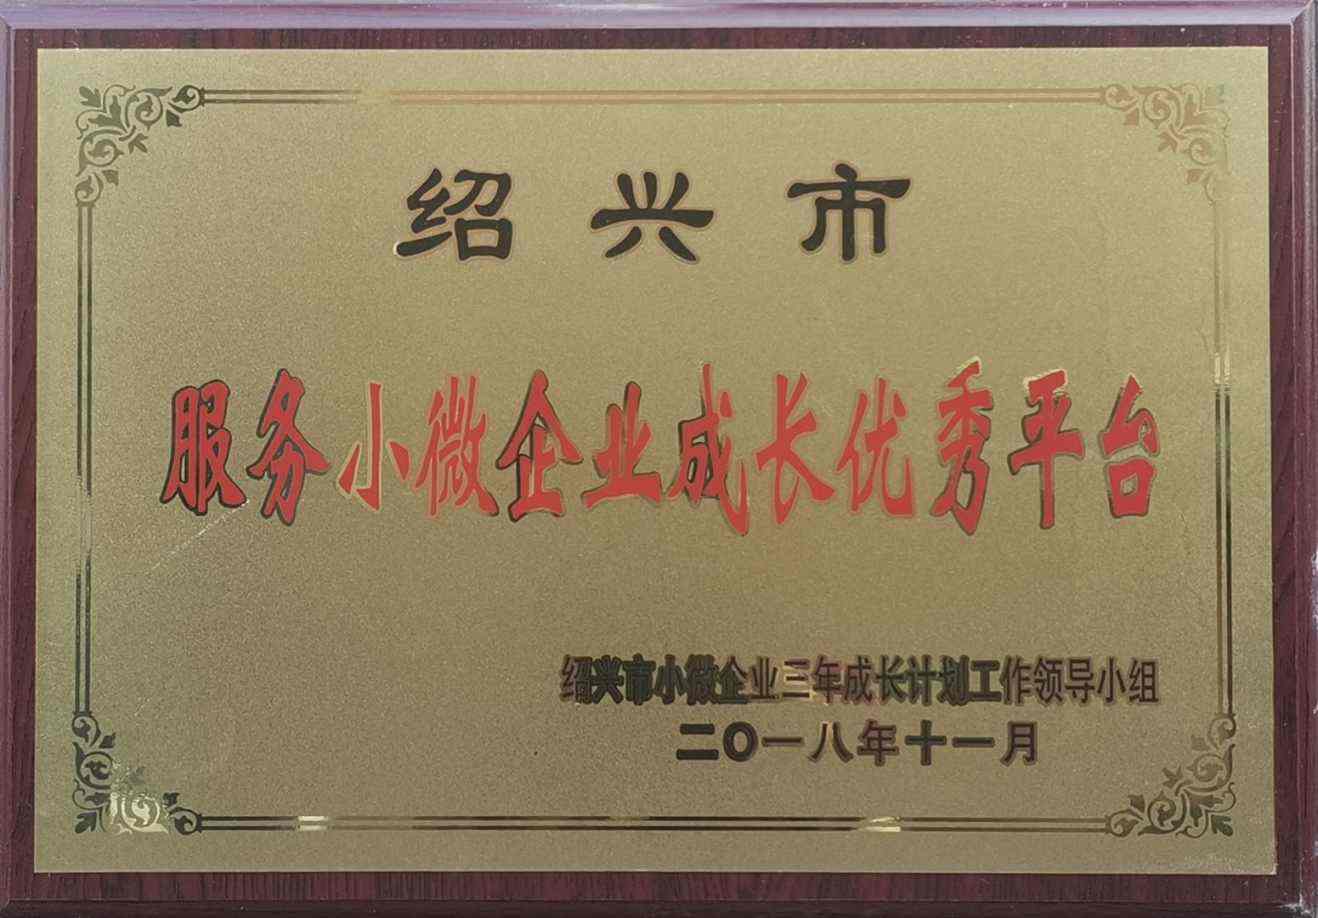 绍兴市
服务小微企业成长优秀平台
绍兴市小微企业三年成长计划工作领导小组
二〇一八年十一月